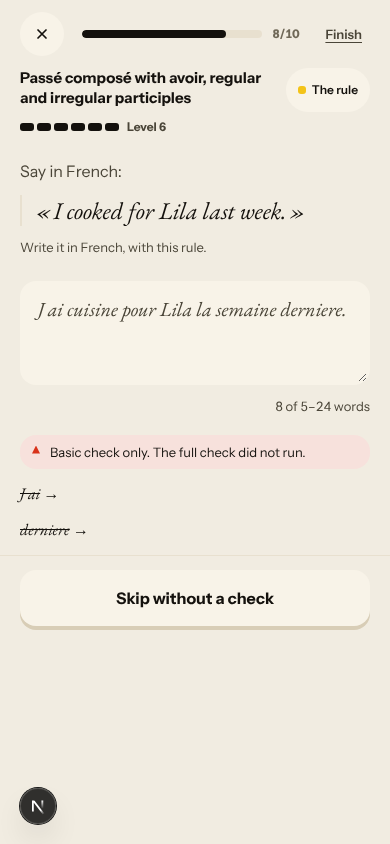 8/10
Finish
Passé composé with avoir, regular
and irregular participles
The rule
Level 6
Say in French:
« I cooked for Lila last week. »
Write it in French, with this rule.
J ai cuisine pour Lila la semaine derniere.
8 of 5–24 words
Basic check only. The full check did not run.
J ai →
derniere →
Skip without a check
N